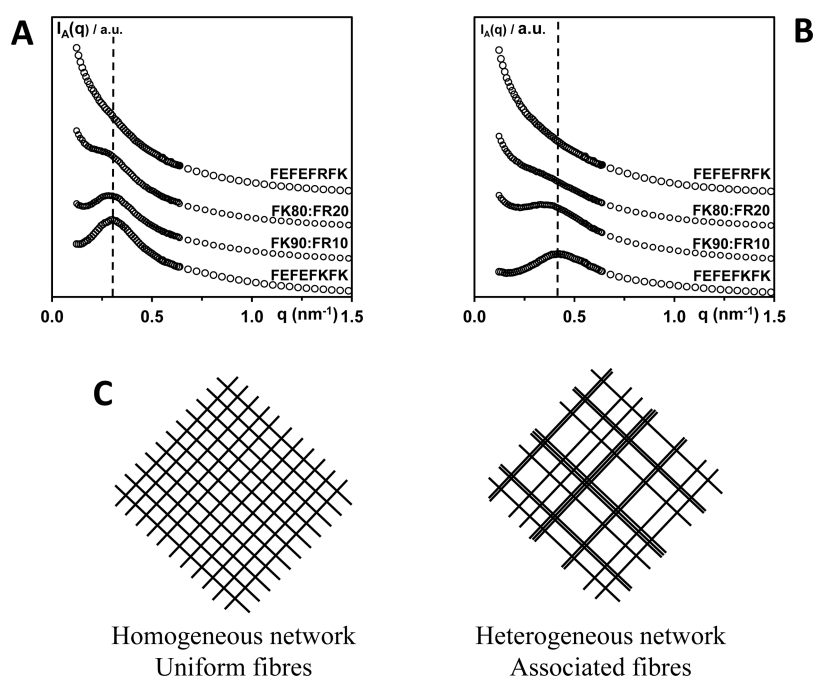 A
I_A(q) / a.u.
FEFEFRFK
FK80:FR20
FK90:FR10
FEFEFKFK
0.0 0.5 1.0 q (nm⁻¹) 1.5
B
I_A(q) / a.u.
FEFEFRFK
FK80:FR20
FK90:FR10
FEFEFKFK
0.0 0.5 1.0 q (nm⁻¹) 1.5
C
Homogeneous network
Uniform fibres
Heterogeneous network
Associated fibres